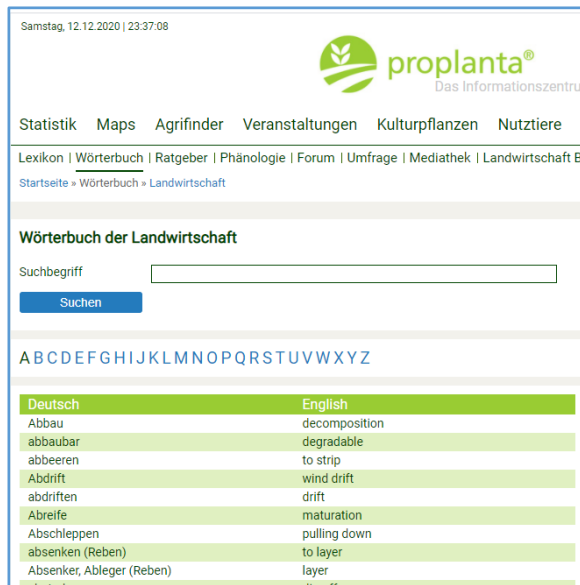 Samstag, 12.12.2020 | 23:37:08
proplanta®
Das Informationszentru
Statistik Maps Agrifinder Veranstaltungen Kulturpflanzen Nutztiere
Lexikon | Wörterbuch | Ratgeber | Phänologie | Forum | Umfrage | Mediathek | Landwirtschaft B
Startseite » Wörterbuch » Landwirtschaft
Wörterbuch der Landwirtschaft
Suchbegriff
Suchen
A B C D E F G H I J K L M N O P Q R S T U V W X Y Z
Deutsch English
Abbau decomposition
abbaubar degradable
abbeeren to strip
Abdrift wind drift
abdriften drift
Abreife maturation
Abschleppen pulling down
absenken (Reben) to layer
Absenker, Ableger (Reben) layer